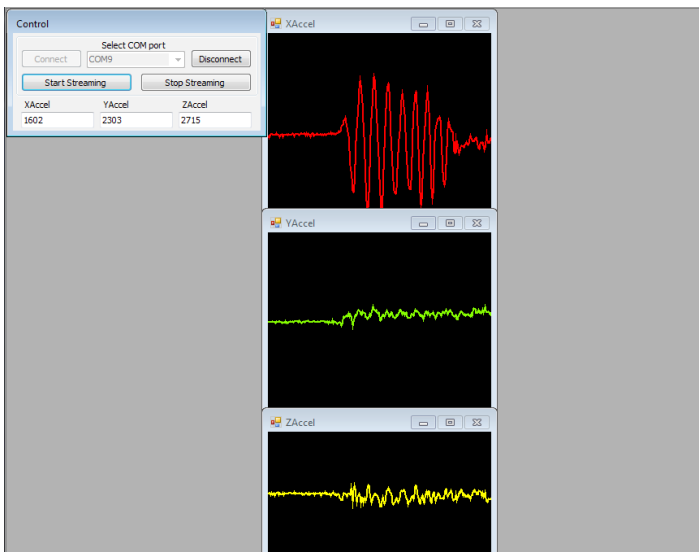 Control
Select COM port
Connect COM9 Disconnect
Start Streaming Stop Streaming
XAccel YAccel ZAccel
1602 2303 2715
XAccel
YAccel
ZAccel